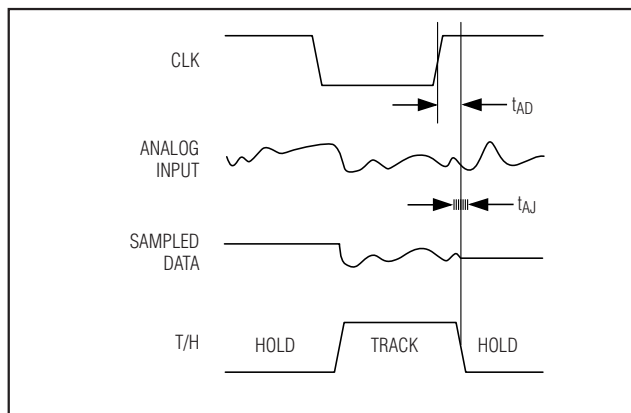 CLK
tAD
ANALOG
INPUT
tAJ
SAMPLED
DATA
T/H
HOLD
TRACK
HOLD